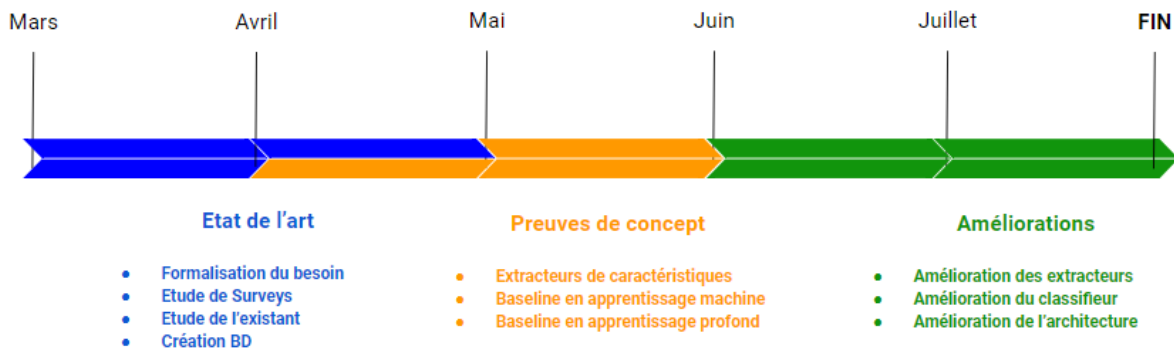 Mars
Avril
Mai
Juin
Juillet
FIN
Etat de l'art
Formalisation du besoin
Etude de Surveys
Etude de l'existant
Création BD
Preuves de concept
Extracteurs de caractéristiques
Baseline en apprentissage machine
Baseline en apprentissage profond
Améliorations
Amélioration des extracteurs
Amélioration du classifieur
Amélioration de l'architecture